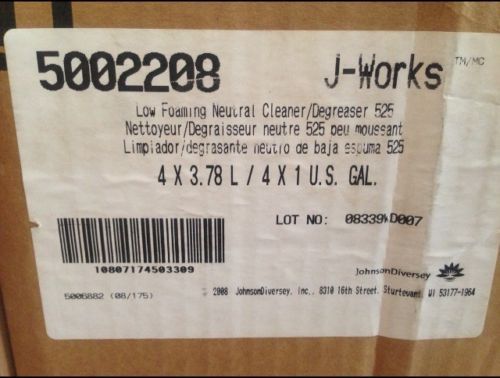 5002208 J-Works TM/MC
Low Foaming Neutral Cleaner/Degreaser 525
Nettoyeur/Degraisseur neutre 525 peu moussant
Limpiador/degrasante neutro de baja espuma 525
4 X 3.78 L / 4 X 1 U.S. GAL.
LOT NO: 08339WD007
10807174503309
JohnsonDiversey
5006882 (08/175) 2008 JohnsonDiversey, Inc., 8310 16th Street, Sturtevant, WI 53177-1964